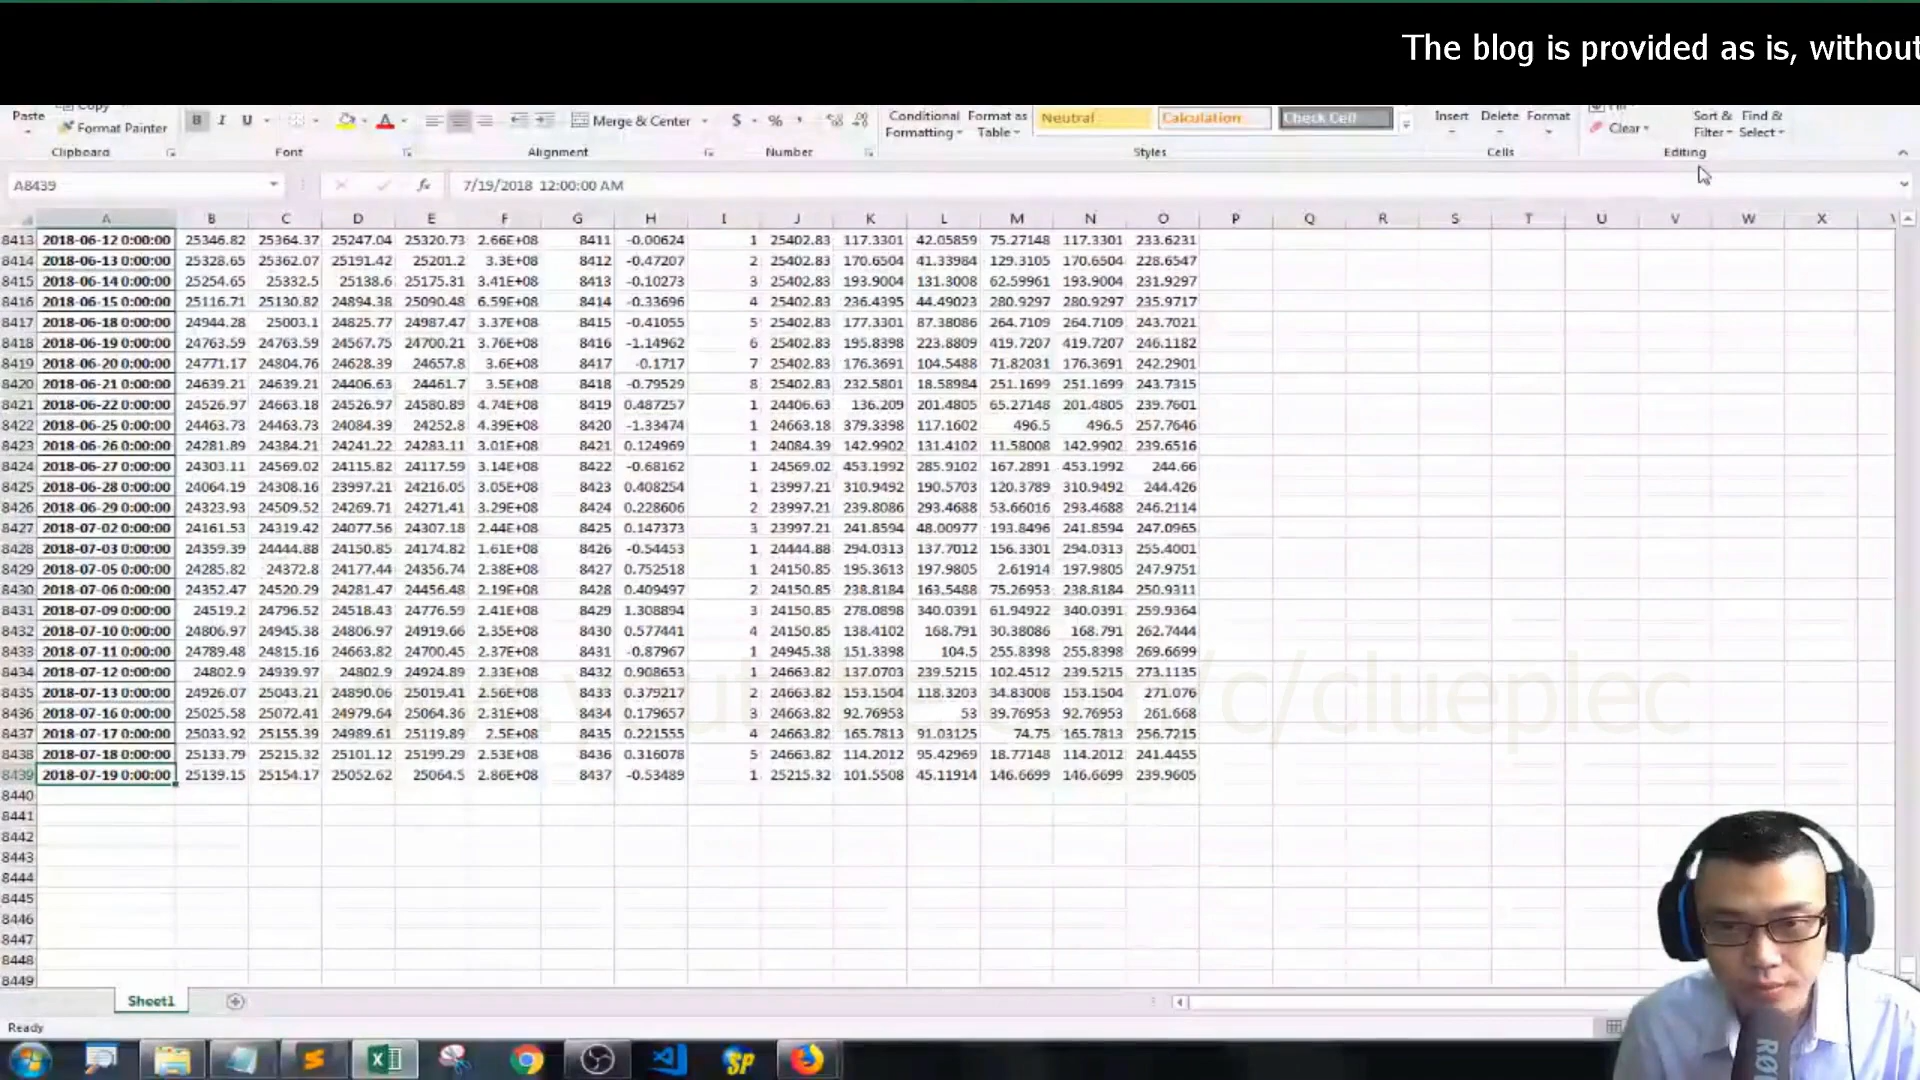 The blog is provided as is, without
Paste Copy
Format Painter
B I U
Merge & Center
$ % ,
Conditional Formatting
Format as Table
Neutral Calculation Check Cell
Insert Delete Format
Clear
Sort & Filter
Find & Select
Clipboard Font Alignment Number Styles Cells Editing
A8439 fx 7/19/2018 12:00:00 AM
A B C D E F G H I J K L M N O P Q R S T U V W X
8413 2018-06-12 0:00:00 25346.82 25364.37 25247.04 25320.73 2.66E+08 8411 -0.00624 1 25402.83 117.3301 42.05859 75.27148 117.3301 233.6231
8414 2018-06-13 0:00:00 25328.65 25362.07 25191.42 25201.2 3.3E+08 8412 -0.47207 2 25402.83 170.6504 41.33984 129.3105 170.6504 228.6547
8415 2018-06-14 0:00:00 25254.65 25332.5 25138.6 25175.31 3.41E+08 8413 -0.10273 3 25402.83 193.9004 131.3008 62.59961 193.9004 231.9297
8416 2018-06-15 0:00:00 25116.71 25130.82 24894.38 25090.48 6.59E+08 8414 -0.33696 4 25402.83 236.4395 44.49023 280.9297 280.9297 235.9717
8417 2018-06-18 0:00:00 24944.28 25003.1 24825.77 24987.47 3.37E+08 8415 -0.41055 5 25402.83 177.3301 87.38086 264.7109 264.7109 243.7021
8418 2018-06-19 0:00:00 24763.59 24763.59 24567.75 24700.21 3.76E+08 8416 -1.14962 6 25402.83 195.8398 223.8809 419.7207 419.7207 246.1182
8419 2018-06-20 0:00:00 24771.17 24804.76 24628.39 24657.8 3.6E+08 8417 -0.1717 7 25402.83 176.3691 104.5488 71.82031 176.3691 242.2901
8420 2018-06-21 0:00:00 24639.21 24639.21 24406.63 24461.7 3.5E+08 8418 -0.79529 8 25402.83 232.5801 18.58984 251.1699 251.1699 243.7315
8421 2018-06-22 0:00:00 24526.97 24663.18 24526.97 24580.89 4.74E+08 8419 0.487257 1 24406.63 136.209 201.4805 65.27148 201.4805 239.7601
8422 2018-06-25 0:00:00 24463.73 24463.73 24084.39 24252.8 4.39E+08 8420 -1.33474 1 24663.18 379.3398 117.1602 496.5 496.5 257.7646
8423 2018-06-26 0:00:00 24281.89 24384.21 24241.22 24283.11 3.01E+08 8421 0.124969 1 24084.39 142.9902 131.4102 11.58008 142.9902 239.6516
8424 2018-06-27 0:00:00 24303.11 24569.02 24115.82 24117.59 3.14E+08 8422 -0.68162 1 24569.02 453.1992 285.9102 167.2891 453.1992 244.66
8425 2018-06-28 0:00:00 24064.19 24308.16 23997.21 24216.05 3.05E+08 8423 0.408254 1 23997.21 310.9492 190.5703 120.3789 310.9492 244.426
8426 2018-06-29 0:00:00 24323.93 24509.52 24269.71 24271.41 3.29E+08 8424 0.228606 2 23997.21 239.8086 293.4688 53.66016 293.4688 246.2114
8427 2018-07-02 0:00:00 24161.53 24319.42 24077.56 24307.18 2.44E+08 8425 0.147373 3 23997.21 241.8594 48.00977 193.8496 241.8594 247.0965
8428 2018-07-03 0:00:00 24359.39 24444.88 24150.85 24174.82 1.61E+08 8426 -0.54453 1 24444.88 294.0313 137.7012 156.3301 294.0313 255.4001
8429 2018-07-05 0:00:00 24285.82 24372.8 24177.44 24356.74 2.38E+08 8427 0.752518 1 24150.85 195.3613 197.9805 2.61914 197.9805 247.9751
8430 2018-07-06 0:00:00 24352.47 24520.29 24281.47 24456.48 2.19E+08 8428 0.409497 2 24150.85 238.8184 163.5488 75.26953 238.8184 250.9311
8431 2018-07-09 0:00:00 24519.2 24796.52 24518.43 24776.59 2.41E+08 8429 1.308894 3 24150.85 278.0898 340.0391 61.94922 340.0391 259.9364
8432 2018-07-10 0:00:00 24806.97 24945.38 24806.97 24919.66 2.35E+08 8430 0.577441 4 24150.85 138.4102 168.791 30.38086 168.791 262.7444
8433 2018-07-11 0:00:00 24789.48 24815.16 24663.82 24700.45 2.37E+08 8431 -0.87967 1 24945.38 151.3398 104.5 255.8398 255.8398 269.6699
8434 2018-07-12 0:00:00 24802.9 24939.97 24802.9 24924.89 2.33E+08 8432 0.908653 1 24663.82 137.0703 239.5215 102.4512 239.5215 273.1135
8435 2018-07-13 0:00:00 24926.07 25043.21 24890.06 25019.41 2.56E+08 8433 0.379217 2 24663.82 153.1504 118.3203 34.83008 153.1504 271.076
8436 2018-07-16 0:00:00 25025.58 25072.41 24979.64 25064.36 2.31E+08 8434 0.179657 3 24663.82 92.76953 53 39.76953 92.76953 261.668
8437 2018-07-17 0:00:00 25033.92 25155.39 24989.61 25119.89 2.5E+08 8435 0.221555 4 24663.82 165.7813 91.03125 74.75 165.7813 256.7215
8438 2018-07-18 0:00:00 25133.79 25215.32 25101.12 25199.29 2.53E+08 8436 0.316078 5 24663.82 114.2012 95.42969 18.77148 114.2012 241.4455
8439 2018-07-19 0:00:00 25139.15 25154.17 25052.62 25064.5 2.86E+08 8437 -0.53489 1 25215.32 101.5508 45.11914 146.6699 146.6699 239.9605
8440
8441
8442
8443
8444
8445
8446
8447
8448
8449
www.youtube.com/c/clueplec
Sheet1
Ready
SP
RØ